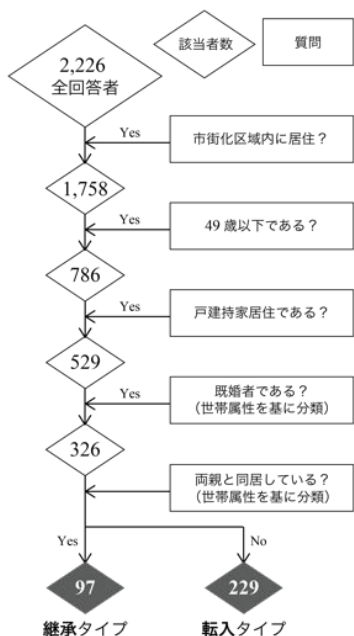 該当者数
質問
2,226
全回答者
Yes
市街化区域内に居住？
1,758
Yes
49 歳以下である？
786
Yes
戸建持家居住である？
529
Yes
既婚者である？
（世帯属性を基に分類）
326
両親と同居している？
（世帯属性を基に分類）
Yes
No
97
229
継承タイプ
転入タイプ